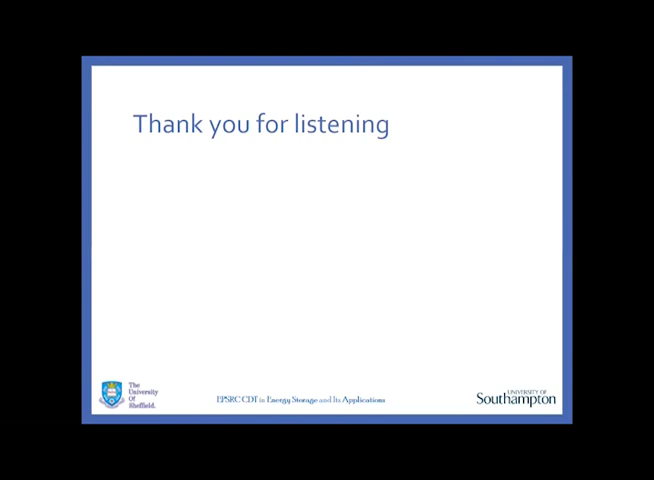 Thank you for listening
The
University
Of
Sheffield.
EPSRC CDT in Energy Storage and Its Applications
UNIVERSITY OF
Southampton